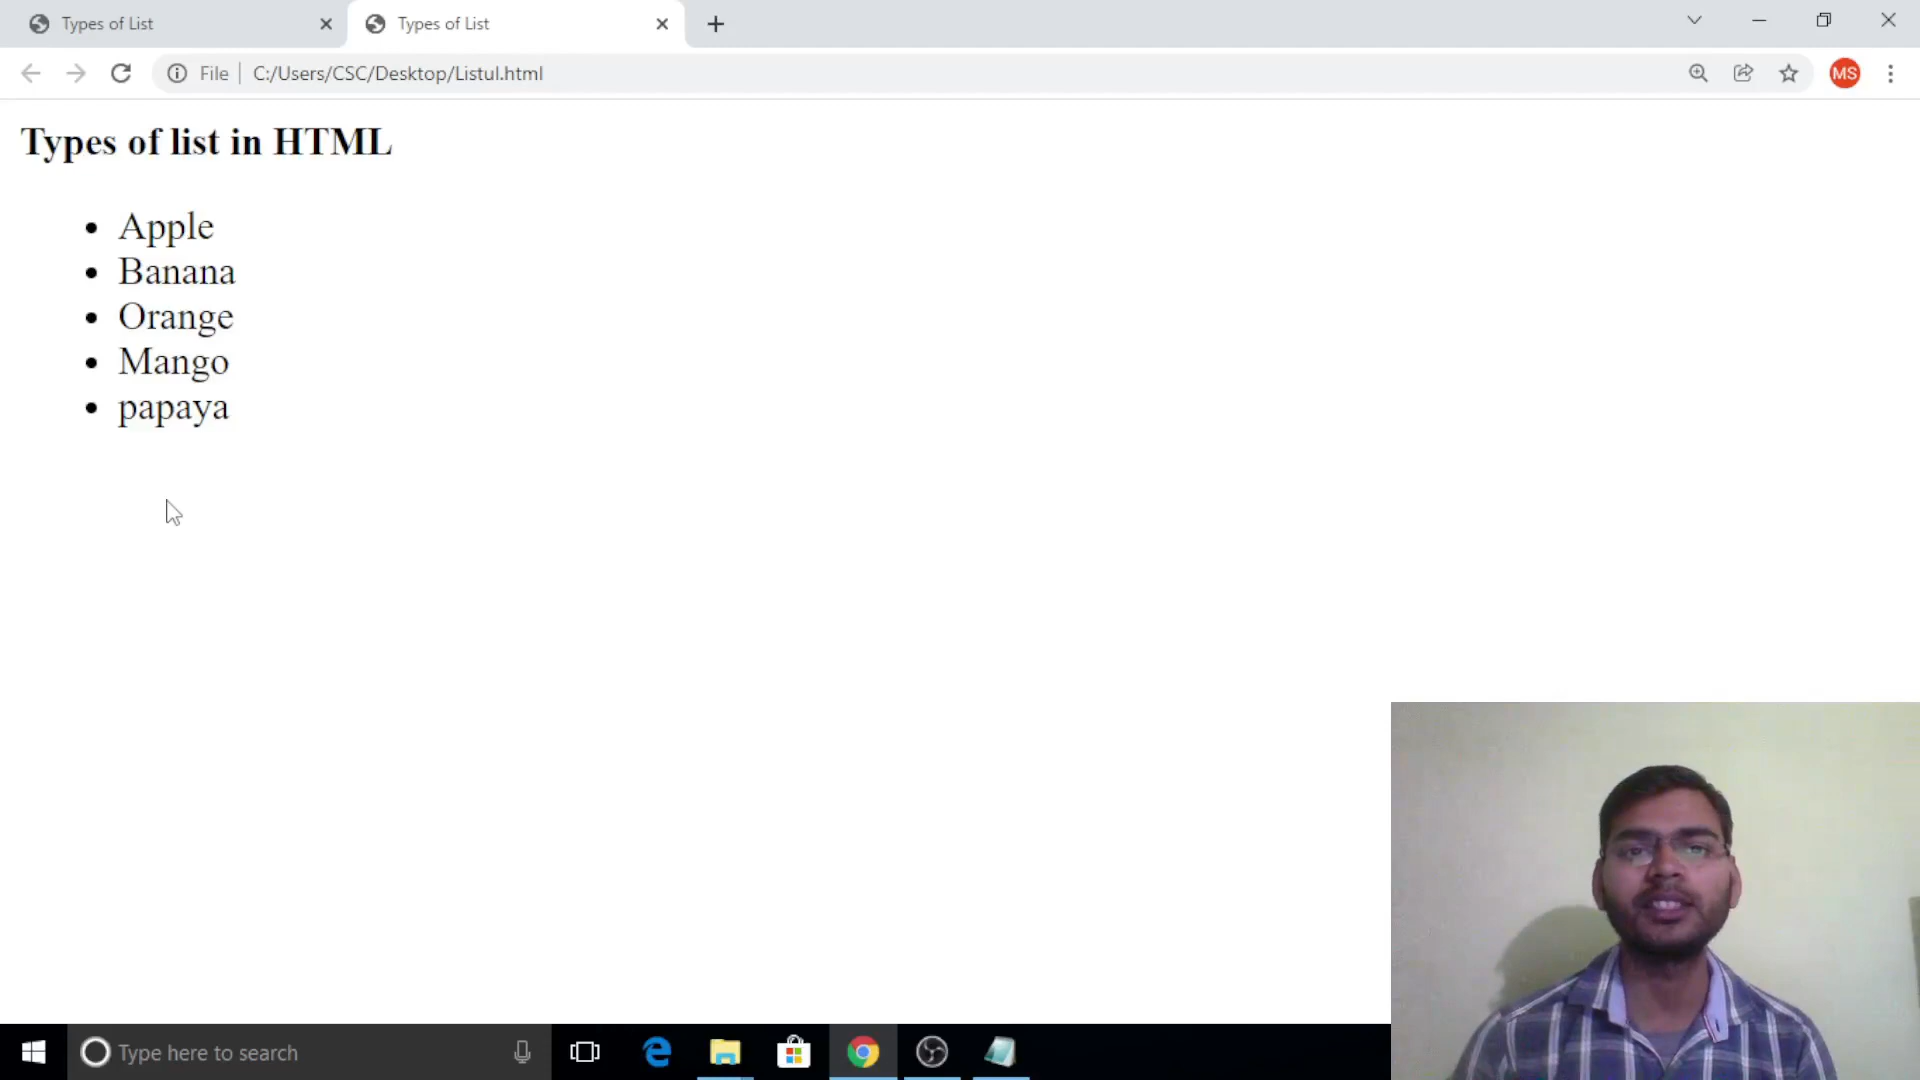 Types of List
Types of List
File
C:/Users/CSC/Desktop/Listul.html
MS
Types of list in HTML
Apple
Banana
Orange
Mango
papaya
Type here to search